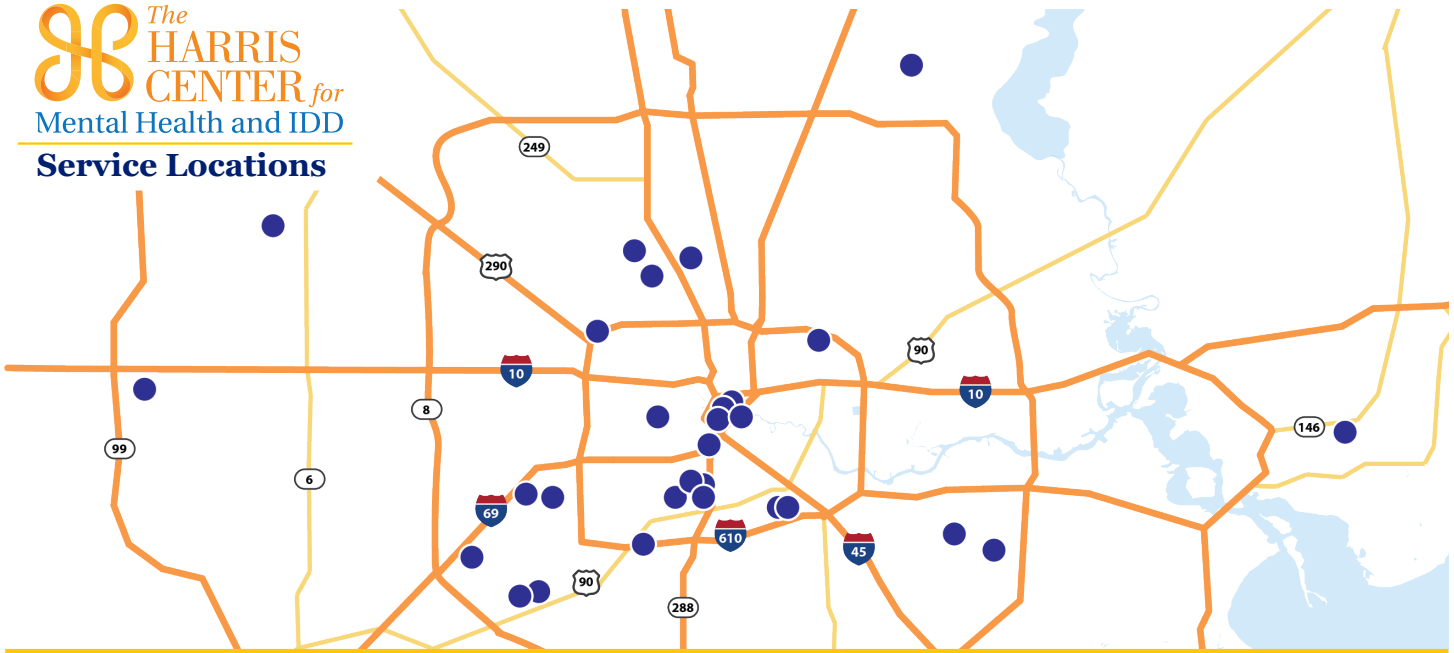 The
HARRIS
CENTER for
Mental Health and IDD
Service Locations
249
290
10
90
10
8
99
146
6
69
610
45
90
288